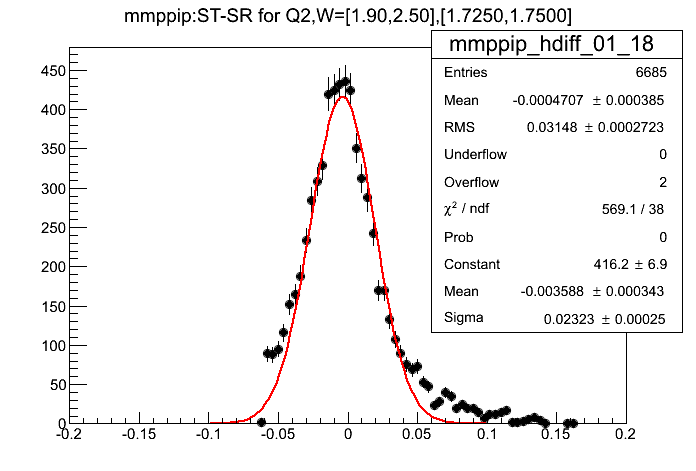 mmppip:ST-SR for Q2,W=[1.90,2.50],[1.7250,1.7500]
mmppip_hdiff_01_18
Entries 6685
Mean -0.0004707 ± 0.000385
RMS 0.03148 ± 0.0002723
Underflow 0
Overflow 2
χ² / ndf 569.1 / 38
Prob 0
Constant 416.2 ± 6.9
Mean -0.003588 ± 0.000343
Sigma 0.02323 ± 0.00025
450
400
350
300
250
200
150
100
50
0
-0.2 -0.15 -0.1 -0.05 0 0.05 0.1 0.15 0.2